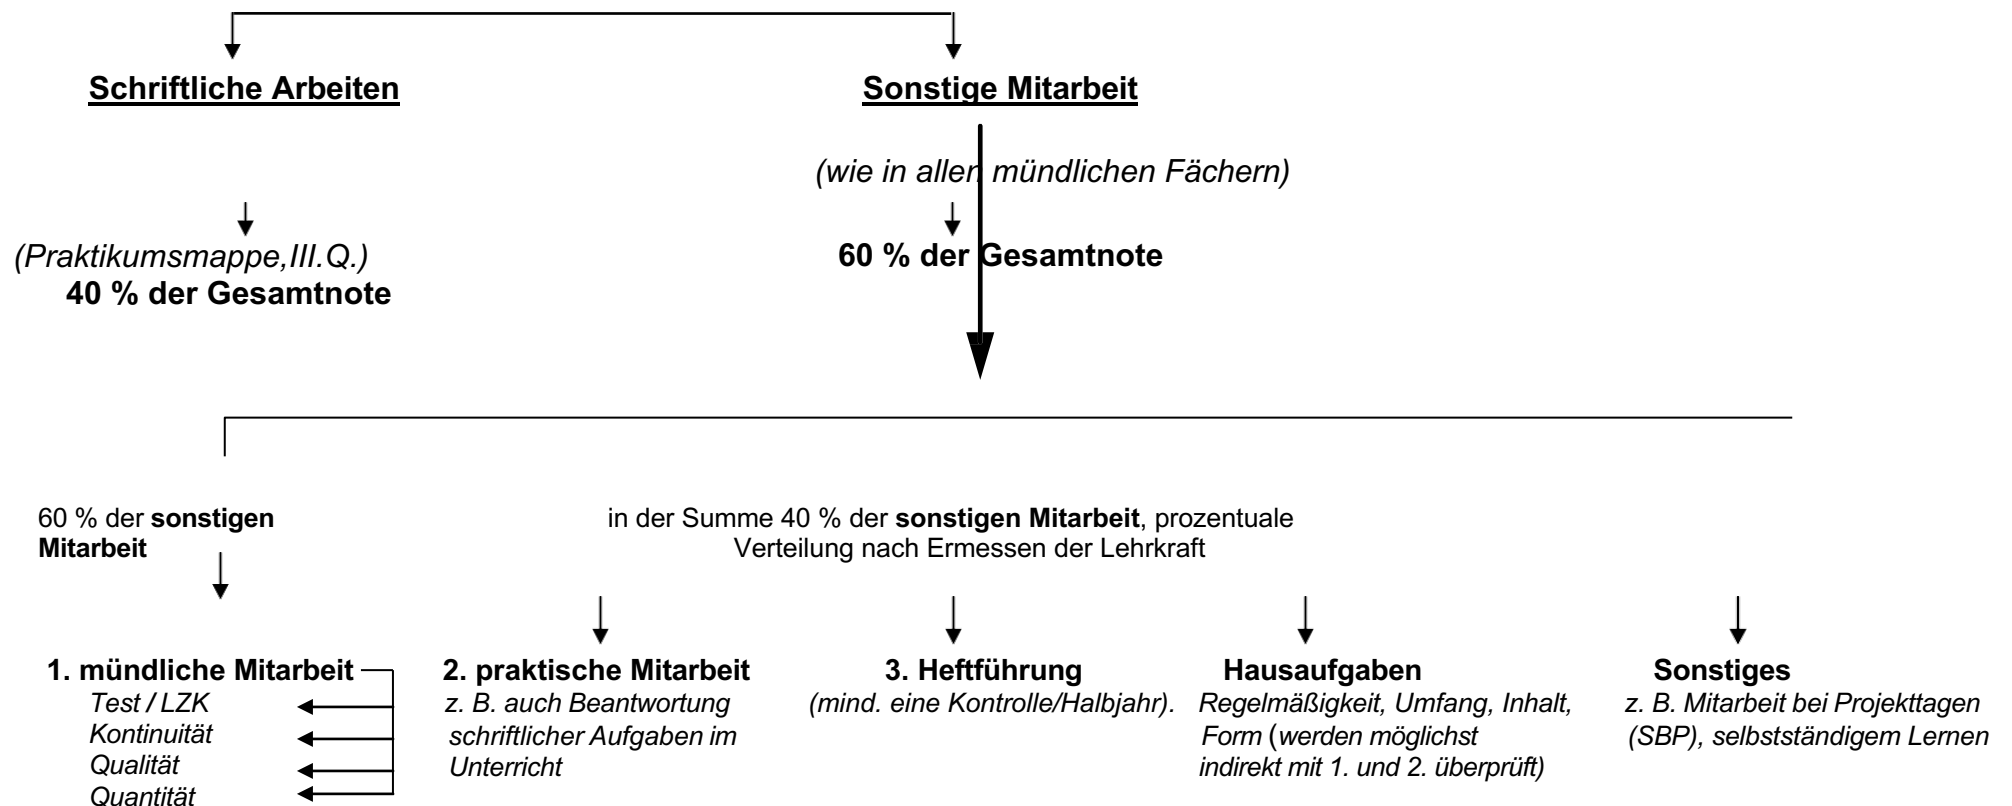 Schriftliche Arbeiten
Sonstige Mitarbeit
(wie in allen mündlichen Fächern)
(Praktikumsmappe,III.Q.)
40 % der Gesamtnote
60 % der Gesamtnote
60 % der sonstigen
Mitarbeit
in der Summe 40 % der sonstigen Mitarbeit, prozentuale
Verteilung nach Ermessen der Lehrkraft
1. mündliche Mitarbeit
Test / LZK
Kontinuität
Qualität
Quantität
2. praktische Mitarbeit
z. B. auch Beantwortung
schriftlicher Aufgaben im
Unterricht
3. Heftführung
(mind. eine Kontrolle/Halbjahr).
Hausaufgaben
Regelmäßigkeit, Umfang, Inhalt,
Form (werden möglichst
indirekt mit 1. und 2. überprüft)
Sonstiges
z. B. Mitarbeit bei Projekttagen
(SBP), selbstständigem Lernen